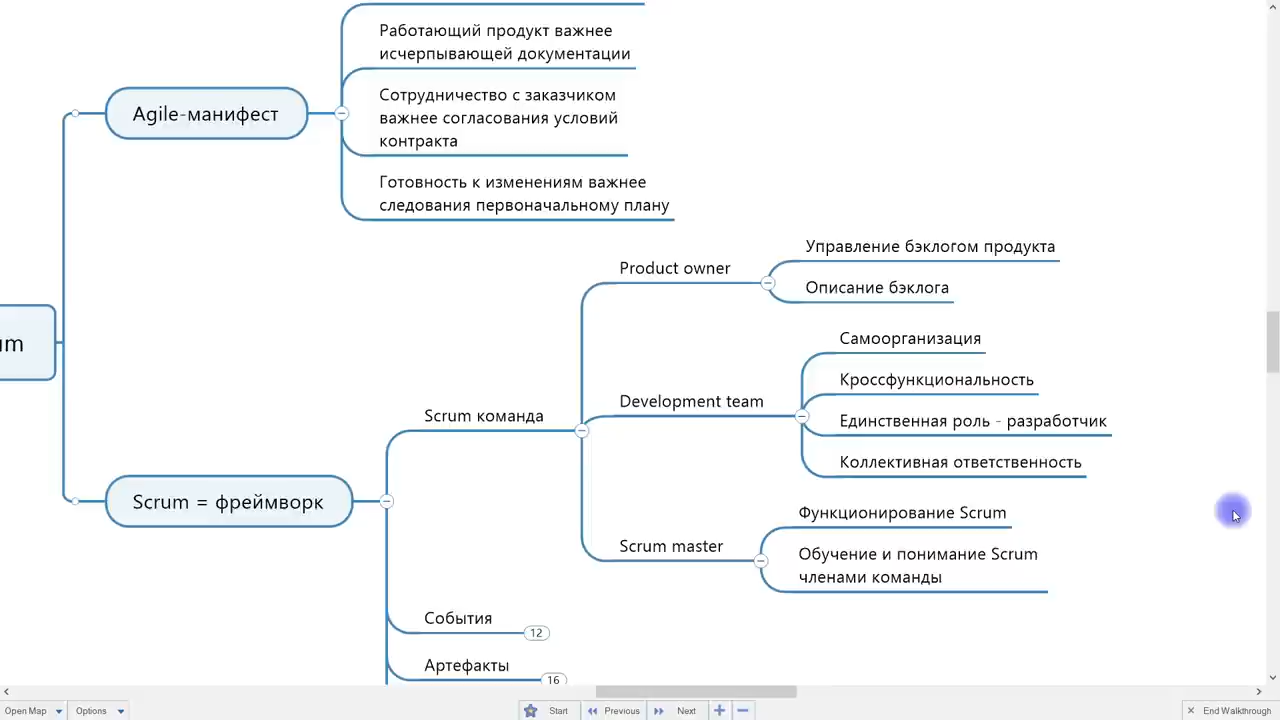 Работающий продукт важнее
исчерпывающей документации
Agile-манифест
Сотрудничество с заказчиком
важнее согласования условий
контракта
Готовность к изменениям важнее
следования первоначальному плану
Product owner
Управление бэклогом продукта
Описание бэклога
um
Scrum команда
Development team
Самоорганизация
Кроссфункциональность
Единственная роль - разработчик
Коллективная ответственность
Scrum = фреймворк
Scrum master
Функционирование Scrum
Обучение и понимание Scrum
членами команды
События
12
Артефакты
16
Open Map
Options
Start
Previous
Next
End Walkthrough